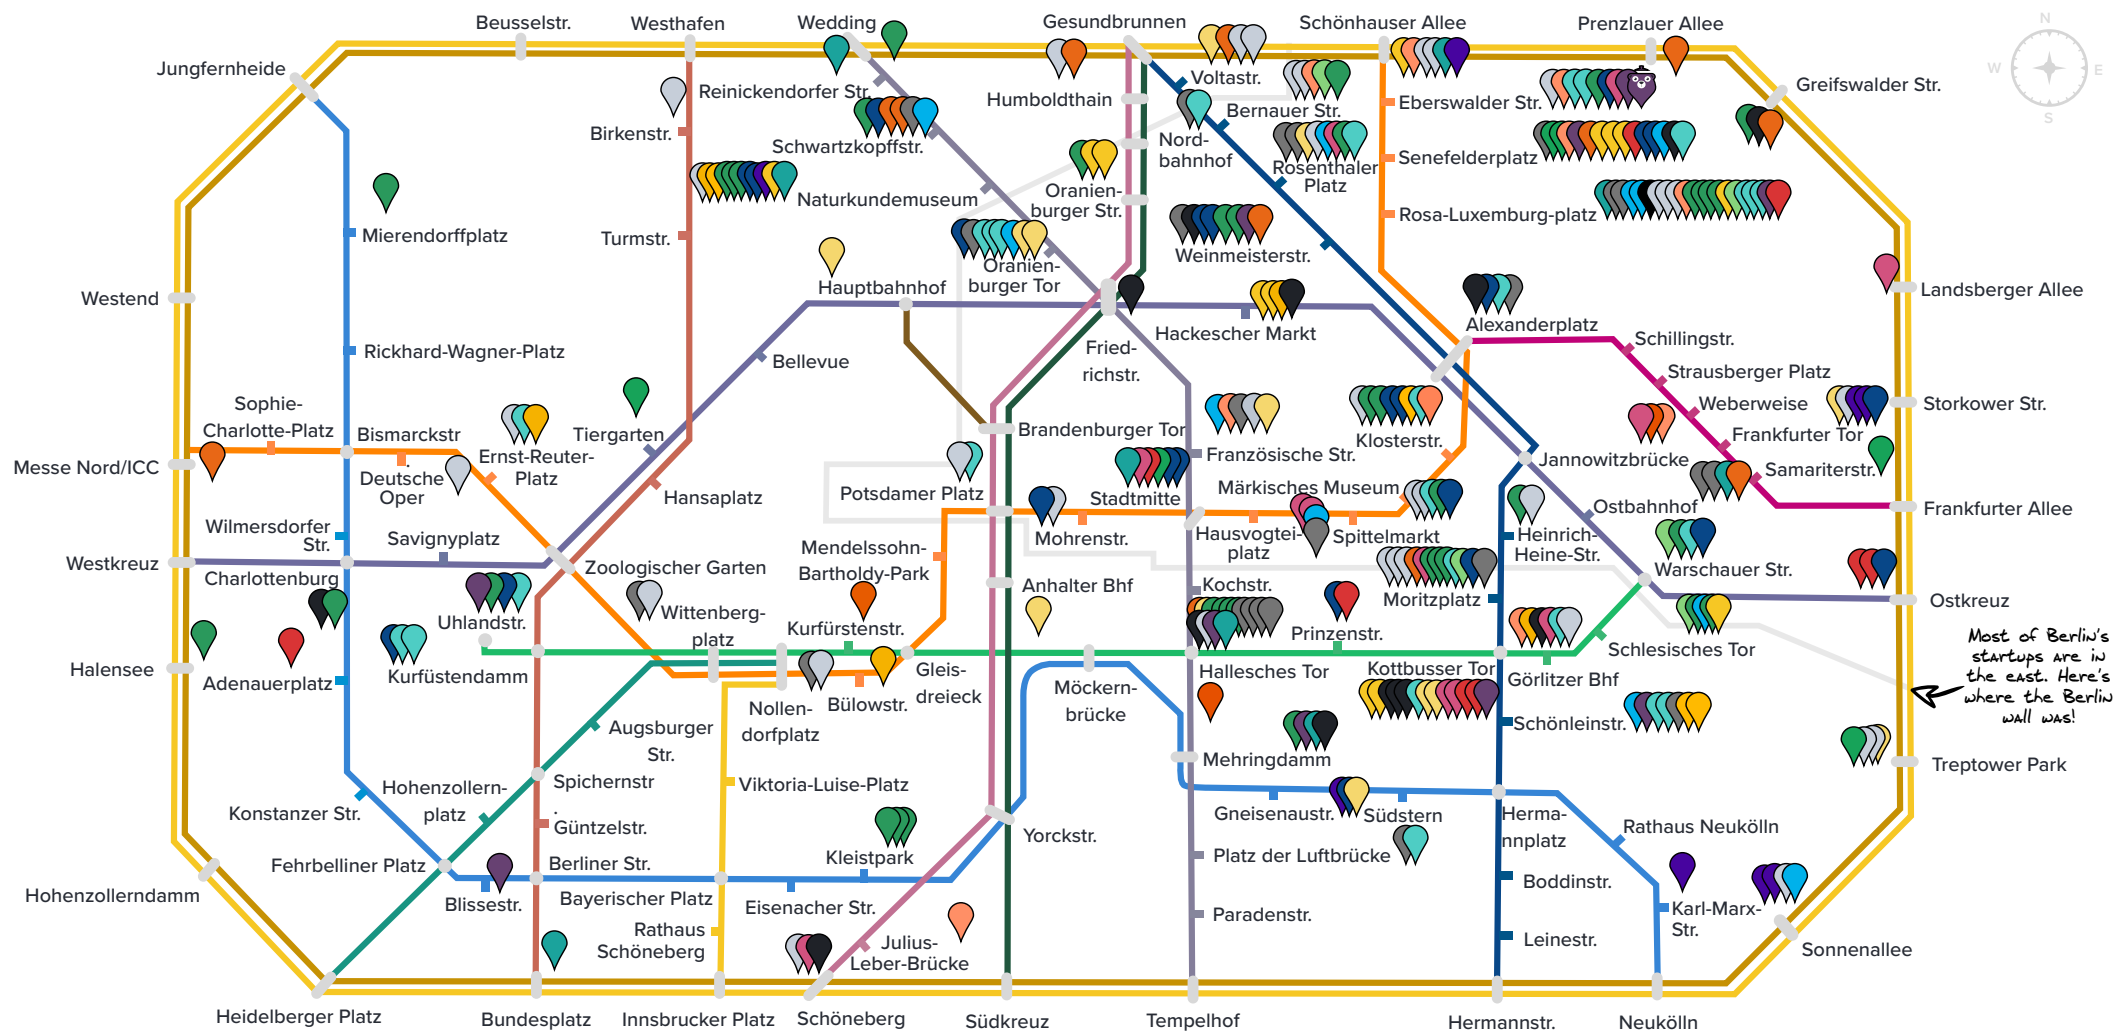 Beusselstr.
Westhafen
Wedding
Gesundbrunnen
Schönhauser Allee
Prenzlauer Allee
N
W
E
S
Jungfernheide
Reinickendorfer Str.
Voltastr.
Greifswalder Str.
Humboldthain
Bernauer Str.
Eberswalder Str.
Birkenstr.
Schwartzkopffstr.
Nord-
bahnhof
Rosenthaler
Platz
Senefelderplatz
Naturkundemuseum
Oranien-
burger Str.
Rosa-Luxemburg-platz
Mierendorffplatz
Turmstr.
Oranien-
burger Tor
Weinmeisterstr.
Westend
Hauptbahnhof
Landsberger Allee
Hackescher Markt
Alexanderplatz
Rickhard-Wagner-Platz
Bellevue
Fried-
richstr.
Schillingstr.
Strausberger Platz
Sophie-
Charlotte-Platz
Weberweise
Storkower Str.
Bismarckstr
.
Tiergarten
Brandenburger Tor
Klosterstr.
Frankfurter Tor
Messe Nord/ICC
Deutsche
Oper
Ernst-Reuter-
Platz
Französische Str.
Jannowitzbrücke
Samariterstr.
Hansaplatz
Potsdamer Platz
Stadtmitte
Märkisches Museum
Ostbahnhof
Frankfurter Allee
Wilmersdorfer
Str.
Savignyplatz
Mohrenstr.
Hausvogtei-
platz
Spittelmarkt
Heinrich-
Heine-Str.
Westkreuz
Charlottenburg
Zoologischer Garten
Mendelssohn-
Bartholdy-Park
Anhalter Bhf
Kochstr.
Moritzplatz
Warschauer Str.
Ostkreuz
Uhlandstr.
Wittenberg-
platz
Kurfürstenstr.
Prinzenstr.
Most of Berlin's
startups are in
the east. Here's
where the Berlin
wall was!
Halensee
Adenauerplatz
Kurfüstendamm
Gleis-
dreieck
Hallesches Tor
Kottbusser Tor
Görlitzer Bhf
Schlesisches Tor
Augsburger
Str.
Nollen-
dorfplatz
Bülowstr.
Möckern-
brücke
Schönleinstr.
Mehringdamm
Treptower Park
Hohenzollern-
platz
Spichernstr
.
Viktoria-Luise-Platz
Konstanzer Str.
Güntzelstr.
Yorckstr.
Gneisenaustr.
Südstern
Herma-
nnplatz
Rathaus Neukölln
Fehrbelliner Platz
Berliner Str.
Kleistpark
Platz der Luftbrücke
Hohenzollerndamm
Blissestr.
Bayerischer Platz
Eisenacher Str.
Boddinstr.
Paradenstr.
Karl-Marx-
Str.
Rathaus
Schöneberg
Julius-
Leber-Brücke
Leinestr.
Sonnenallee
Heidelberger Platz
Bundesplatz
Innsbrucker Platz
Schöneberg
Südkreuz
Tempelhof
Hermannstr.
Neukölln